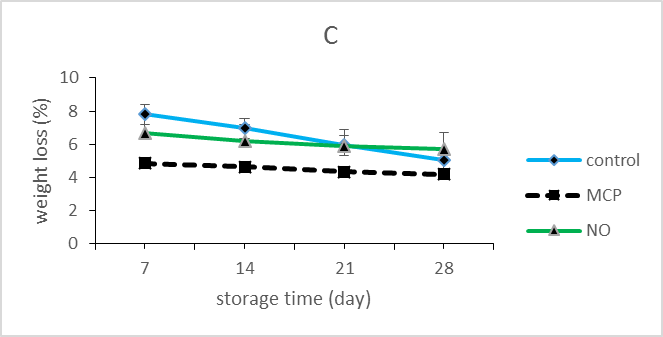 C
10
8
6
4
2
0
weight loss (%)
7 14 21 28
storage time (day)
control
MCP
NO